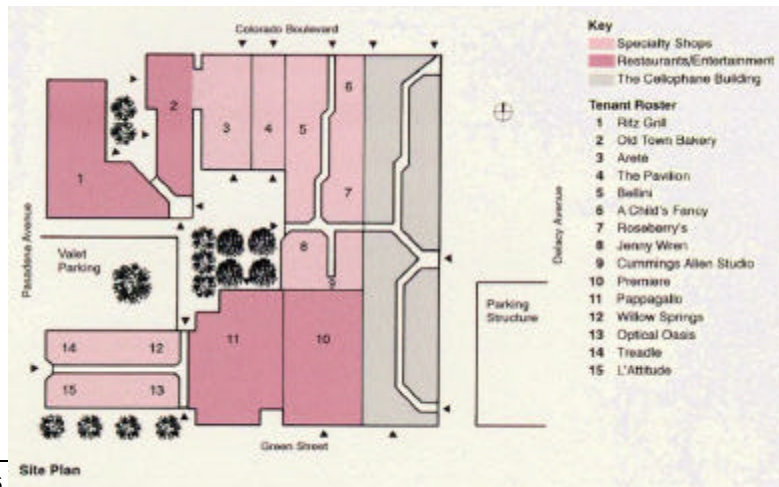 Colorado Boulevard
Key
Specialty Shops
Restaurants/Entertainment
The Cellophane Building
Tenant Roster
1 Ritz Grill
2 Old Town Bakery
3 Areté
4 The Pavilion
5 Bellini
6 A Child's Fancy
7 Roseberry's
8 Jenny Wren
9 Cummings Allen Studio
10 Premiere
11 Pappagallo
12 Willow Springs
13 Optical Oasis
14 Treadle
15 L'Attitude
6
2
3
4
5
1
7
8
Pasadena Avenue
Valet
Parking
Delacy Avenue
Parking
Structure
11
10
14
12
15
13
Green Street
Site Plan